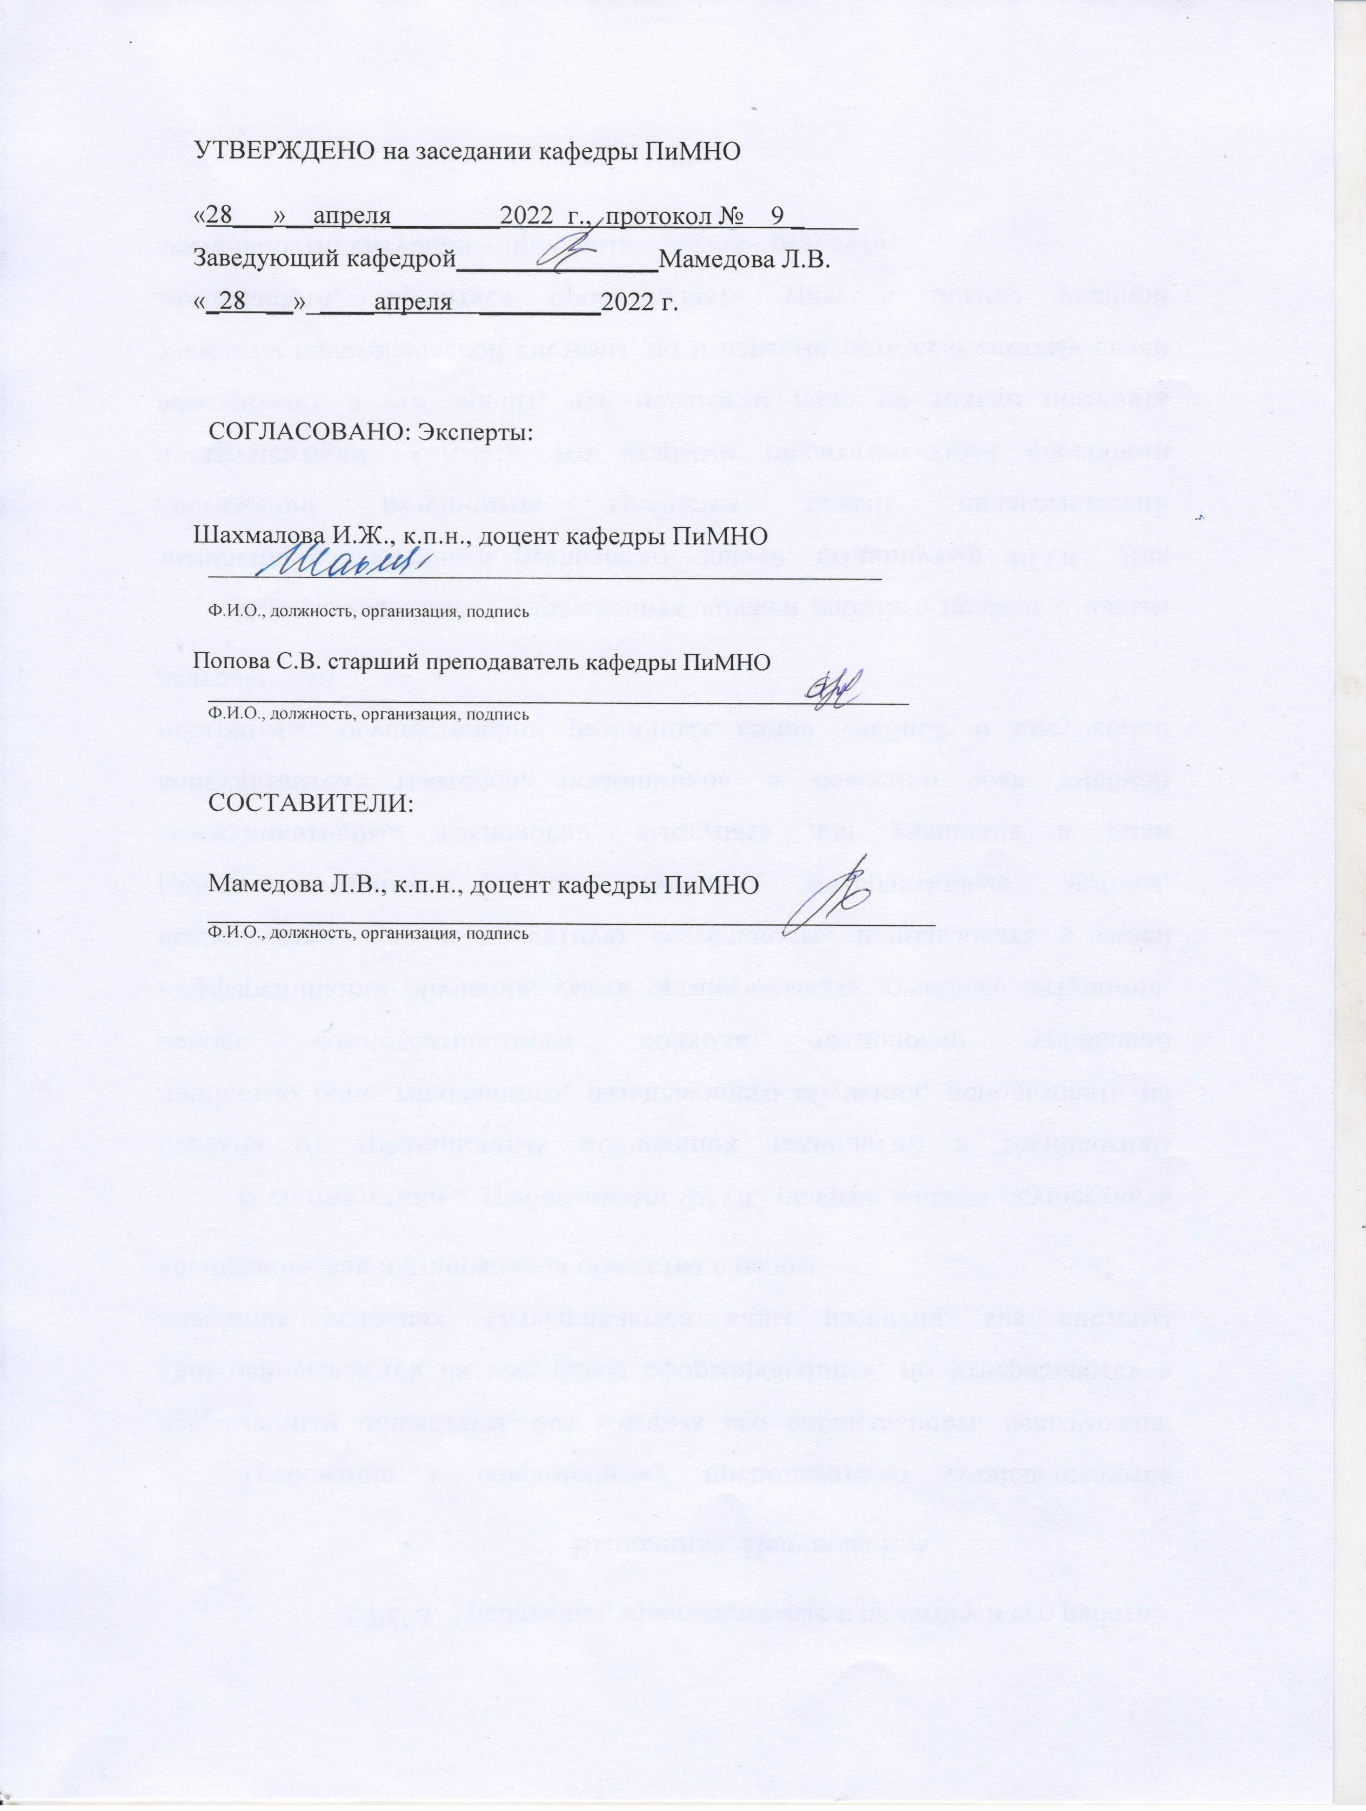 УТВЕРЖДЕНО на заседании кафедры ПиМНО
«28 » апреля 2022 г., протокол № 9
Заведующий кафедрой Мамедова Л.В.
« 28 » апреля 2022 г.
СОГЛАСОВАНО: Эксперты:
Шахмалова И.Ж., к.п.н., доцент кафедры ПиМНО
Ф.И.О., должность, организация, подпись
Попова С.В. старший преподаватель кафедры ПиМНО
Ф.И.О., должность, организация, подпись
СОСТАВИТЕЛИ:
Мамедова Л.В., к.п.н., доцент кафедры ПиМНО
Ф.И.О., должность, организация, подпись